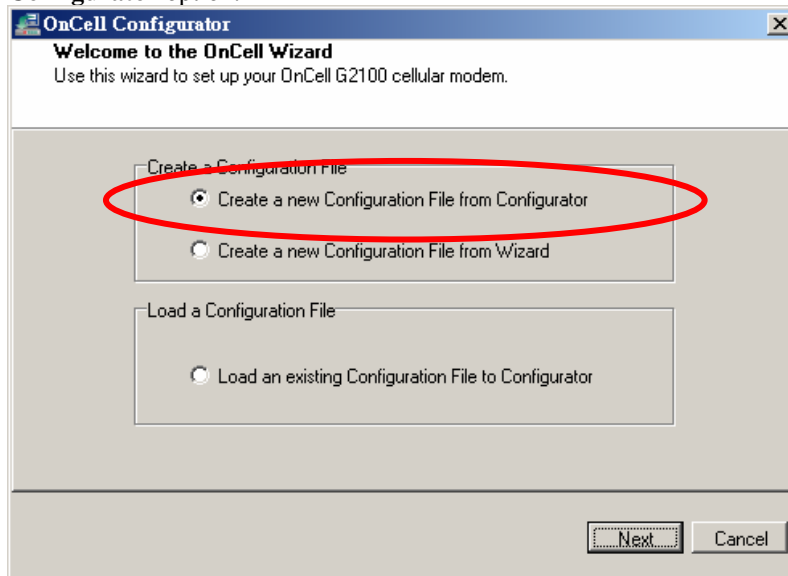 OnCell Configurator
Welcome to the OnCell Wizard
Use this wizard to set up your OnCell G2100 cellular modem.
Create a Configuration File
Create a new Configuration File from Configurator
Create a new Configuration File from Wizard
Load a Configuration File
Load an existing Configuration File to Configurator
Next
Cancel